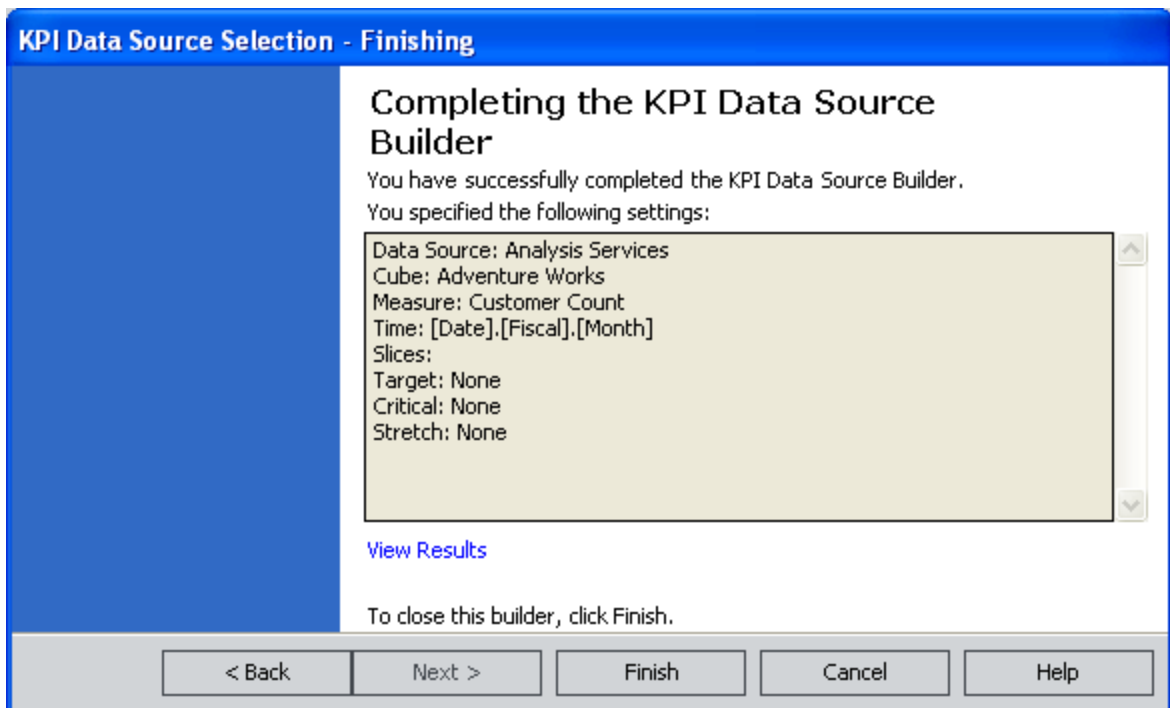 KPI Data Source Selection - Finishing
Completing the KPI Data Source
Builder
You have successfully completed the KPI Data Source Builder.
You specified the following settings:
Data Source: Analysis Services
Cube: Adventure Works
Measure: Customer Count
Time: [Date].[Fiscal].[Month]
Slices:
Target: None
Critical: None
Stretch: None
View Results
To close this builder, click Finish.
< Back Next > Finish Cancel Help